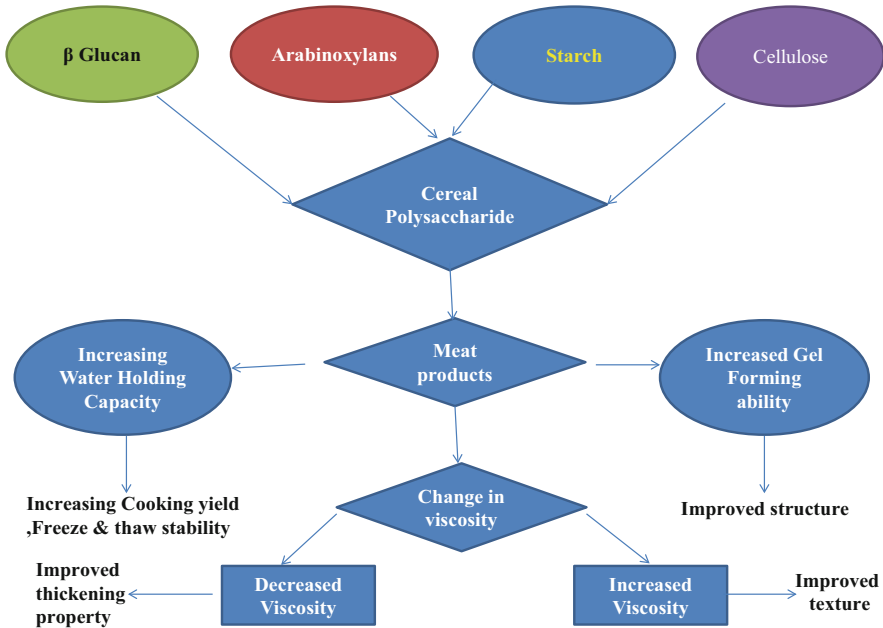 β Glucan
Arabinoxylans
Starch
Cellulose
Cereal
Polysaccharide
Increasing
Water Holding
Capacity
Meat
products
Increased Gel
Forming
ability
Increasing Cooking yield
,Freeze & thaw stability
Change in
viscosity
Improved structure
Improved
thickening
property
Decreased
Viscosity
Increased
Viscosity
Improved
texture